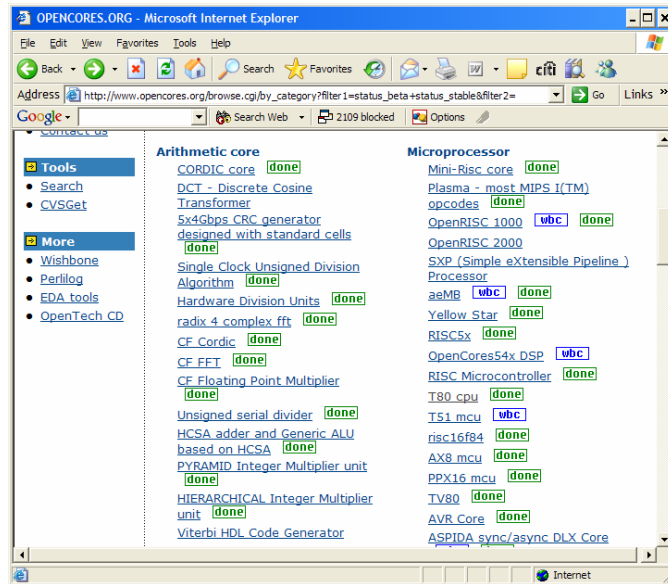 OPENCORES.ORG - Microsoft Internet Explorer
File Edit View Favorites Tools Help
Back Search Favorites citi
Address http://www.opencores.org/browse.cgi/by_category?filter1=status_beta+status_stable&filter2= Go Links »
Google Search Web 2109 blocked Options
Contact us
Tools
Search
CVSGet
More
Wishbone
Perlilog
EDA tools
OpenTech CD
Arithmetic core
CORDIC core done
DCT - Discrete Cosine
Transformer
5x4Gbps CRC generator
designed with standard cells
done
Single Clock Unsigned Division
Algorithm done
Hardware Division Units done
radix 4 complex fft done
CF Cordic done
CF FFT done
CF Floating Point Multiplier
done
Unsigned serial divider done
HCSA adder and Generic ALU
based on HCSA done
PYRAMID Integer Multiplier unit
done
HIERARCHICAL Integer Multiplier
unit done
Viterbi HDL Code Generator
Microprocessor
Mini-Risc core done
Plasma - most MIPS I(TM)
opcodes done
OpenRISC 1000 wbc done
OpenRISC 2000
SXP (Simple eXtensible Pipeline )
Processor
aeMB wbc done
Yellow Star done
RISC5x done
OpenCores54x DSP wbc
RISC Microcontroller done
T80 cpu done
T51 mcu wbc
risc16f84 done
AX8 mcu done
PPX16 mcu done
TV80 done
AVR Core done
ASPIDA sync/async DLX Core
Internet